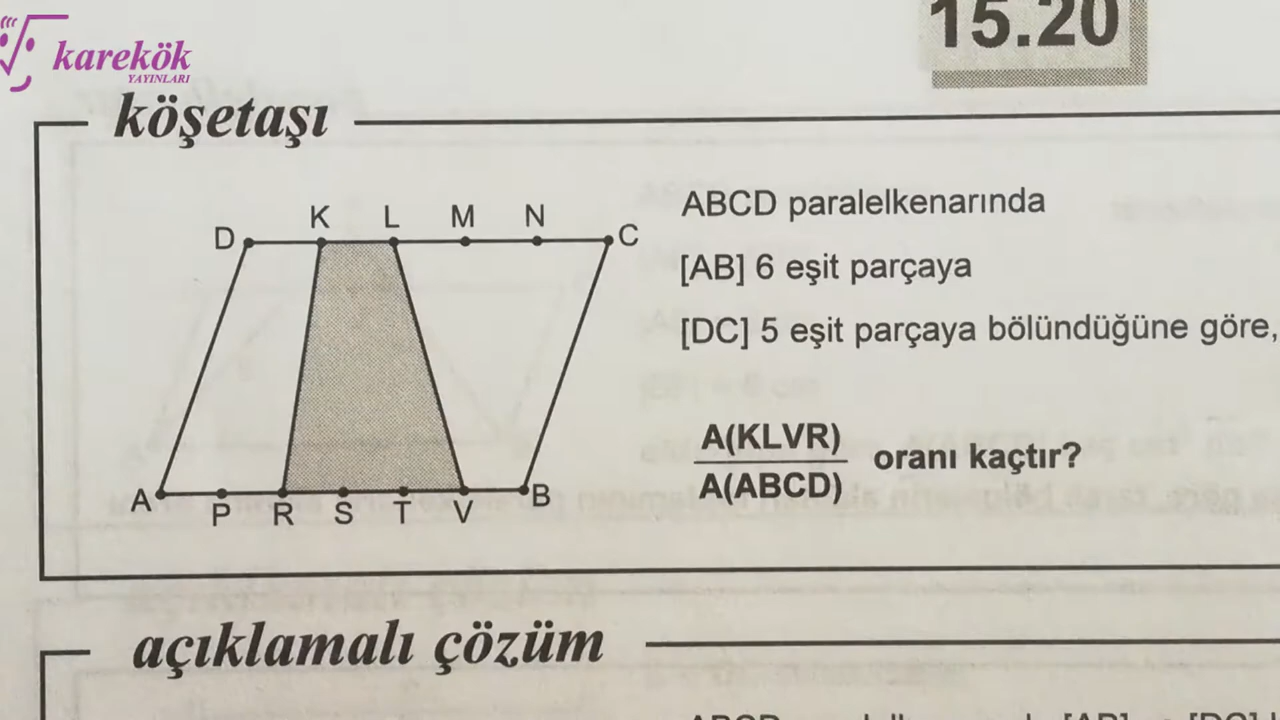 karekök
YAYINLARI
15.20
köşetaşı
D K L M N C
A P R S T V B
ABCD paralelkenarında
[AB] 6 eşit parçaya
[DC] 5 eşit parçaya bölündüğüne göre,
A(KLVR)
A(ABCD)
oranı kaçtır?
açıklamalı çözüm